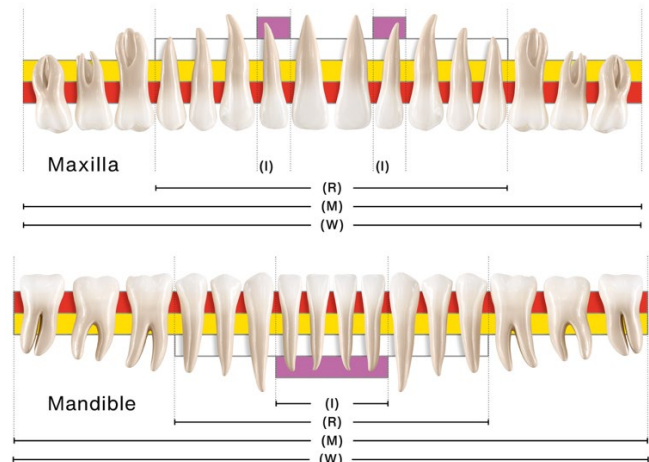 Maxilla
(I) (I)
(R)
(M)
(W)
Mandible
(I)
(R)
(M)
(W)